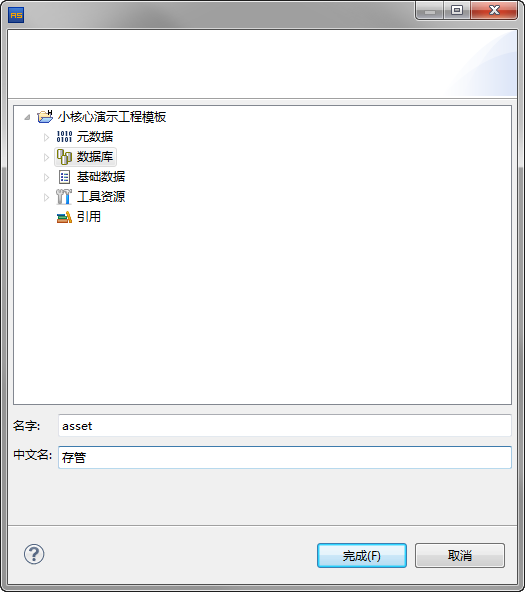 小核心演示工程模板
元数据
数据库
基础数据
工具资源
引用
名字: asset
中文名: 存管
完成(F) 取消